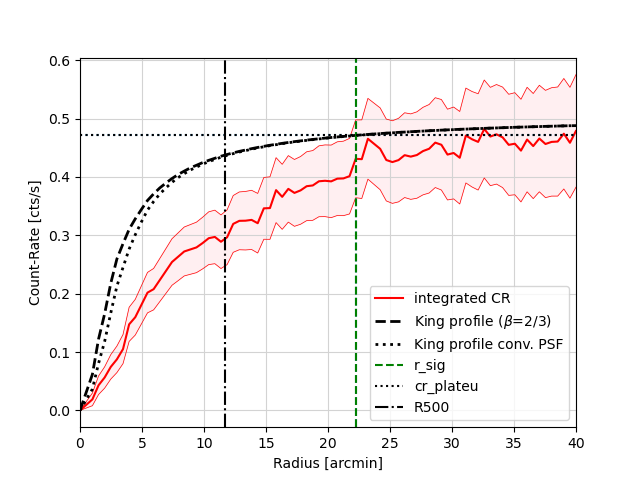 0.6
0.5
0.4
0.3
0.2
0.1
0.0
Count-Rate [cts/s]
integrated CR
King profile (β=2/3)
King profile conv. PSF
r_sig
cr_plateu
R500
0 5 10 15 20 25 30 35 40
Radius [arcmin]